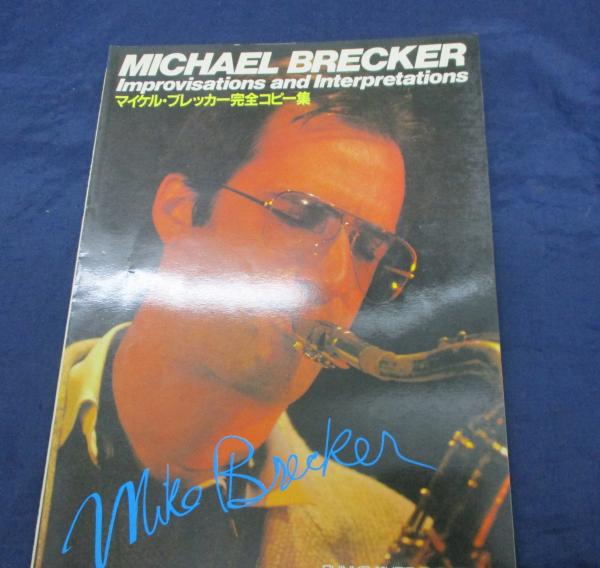 MICHAEL BRECKER
Improvisations and Interpretations
マイケル・ブレッカー完全コピー集
Mike Brecker